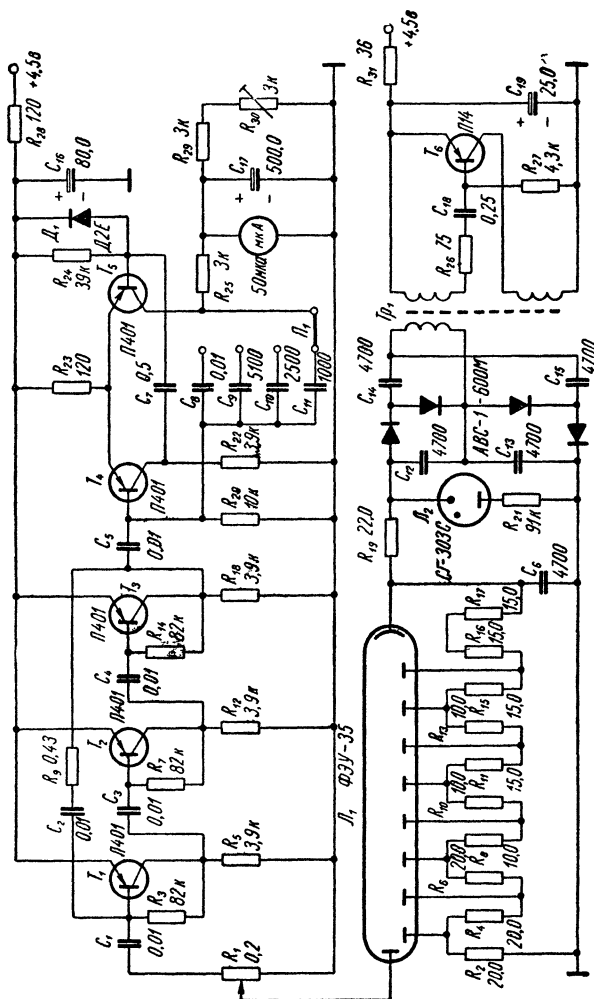 R₂₈ 120
+4,5в
C₁₆ 80,0
+
−
Д₁ Д2Е
R₂₄ 39к
T₅
П401
R₂₃ 120
C₇ 0,5
T₄
П401
C₅ 0,01
R₂₀ 10к
R₂₂ 3,9к
C₈ 0,01
C₉ 5100
C₁₀ 2500
C₁₁ 1000
П₁
R₂₅ 3к
50мка
мкА
C₁₇ 500,0
+
−
R₂₉ 3к
R₃₀ 3к
R₉ 0,43
C₂ 0,01
T₁
П401
C₁ 0,01
R₃ 82к
R₁ 0,2
R₅ 3,9к
C₃ 0,01
T₂
П401
R₇ 82к
R₁₂ 3,9к
C₄ 0,01
T₃
П401
R₁₄ 82к
R₁₈ 3,9к
Л₁ ФЭУ-35
R₂ 20,0
R₄ 20,0
R₆ 20,0
R₈ 10,0
R₁₀ 10,0
R₁₁ 15,0
R₁₃ 10,0
R₁₅ 15,0
R₁₆ 15,0
R₁₇ 15,0
C₆ 4700
R₁₉ 22,0
Л₂
СГ-303С
R₂₁ 91к
C₁₂ 4700
C₁₃ 4700
АВС-1-600М
C₁₄ 4700
C₁₅ 4700
Тр₁
R₂₆ 75
C₁₈ 0,25
T₆
П14
R₂₇ 4,3к
C₁₉ 25,0
+
−
R₃₁ 36
+4,5в